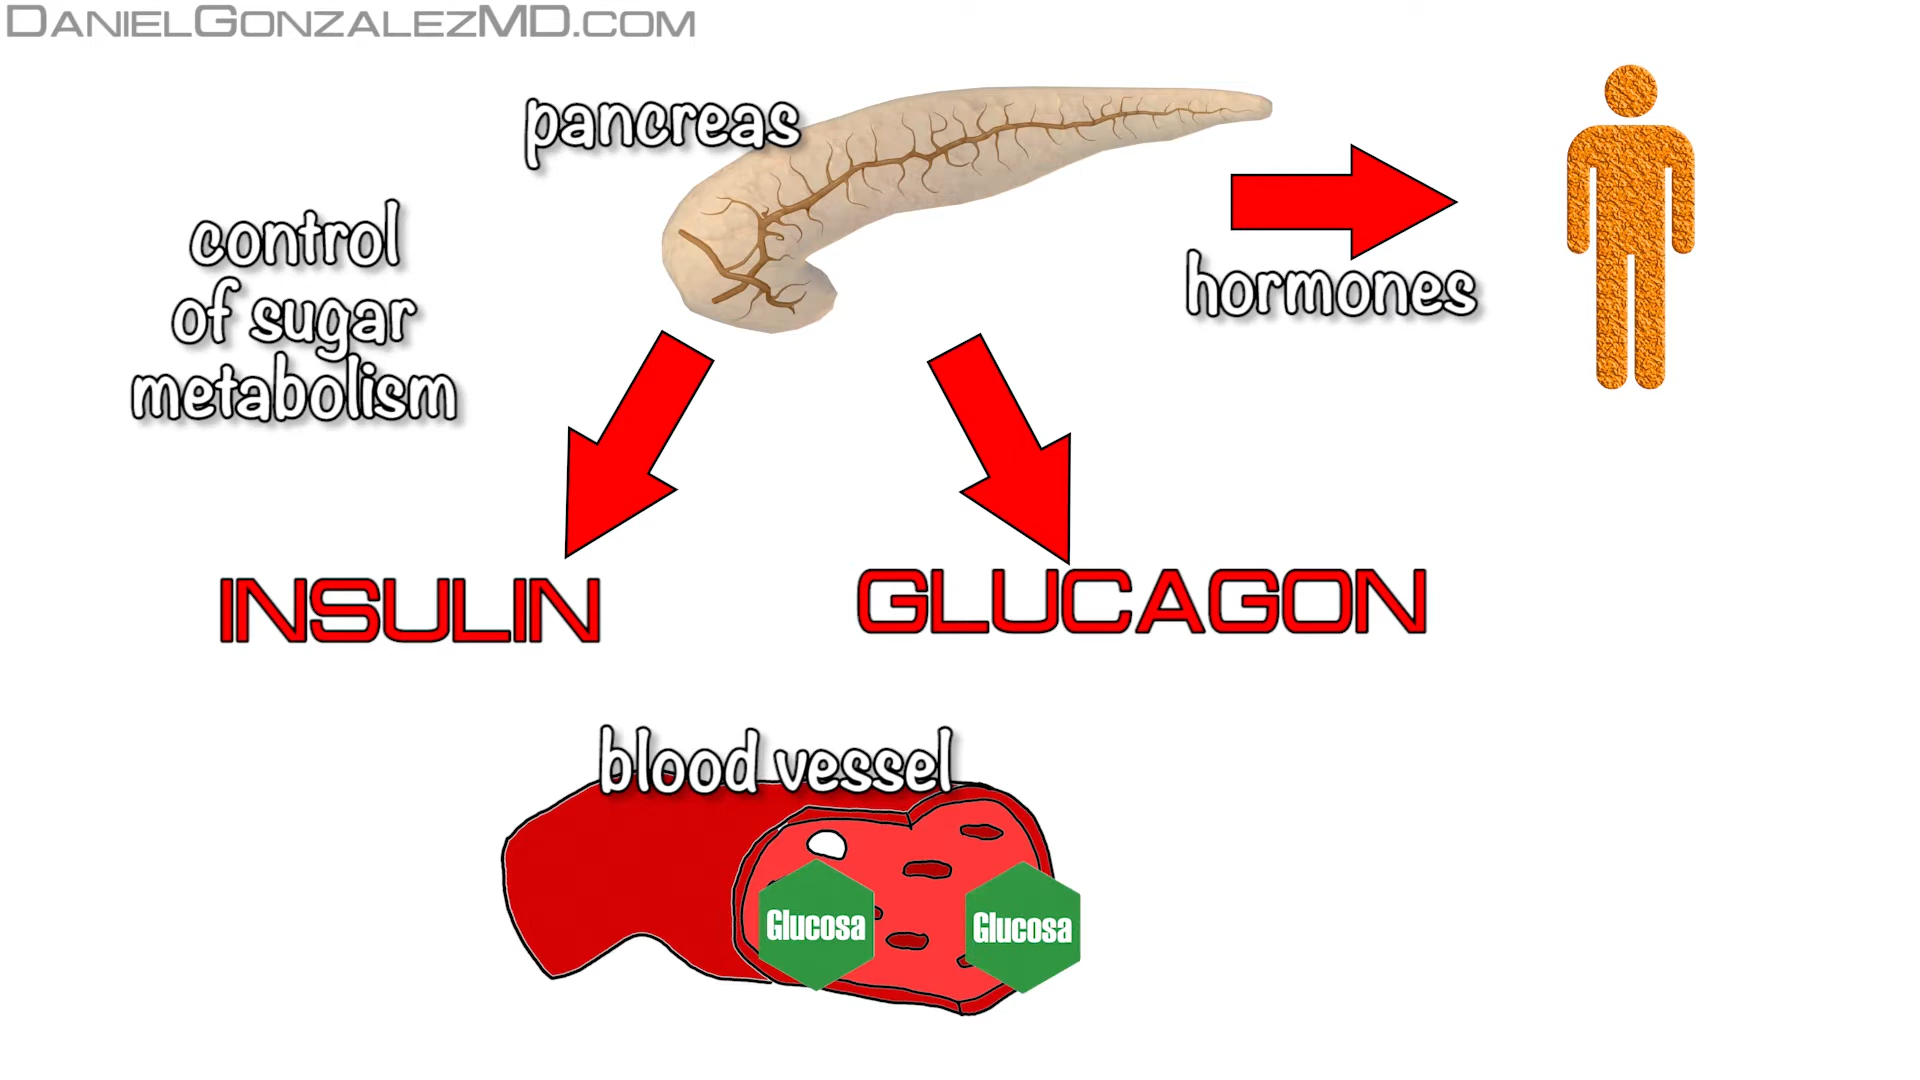 DanielGonzalezMD.com
pancreas
control
of sugar
metabolism
hormones
INSULIN
GLUCAGON
blood vessel
Glucosa
Glucosa